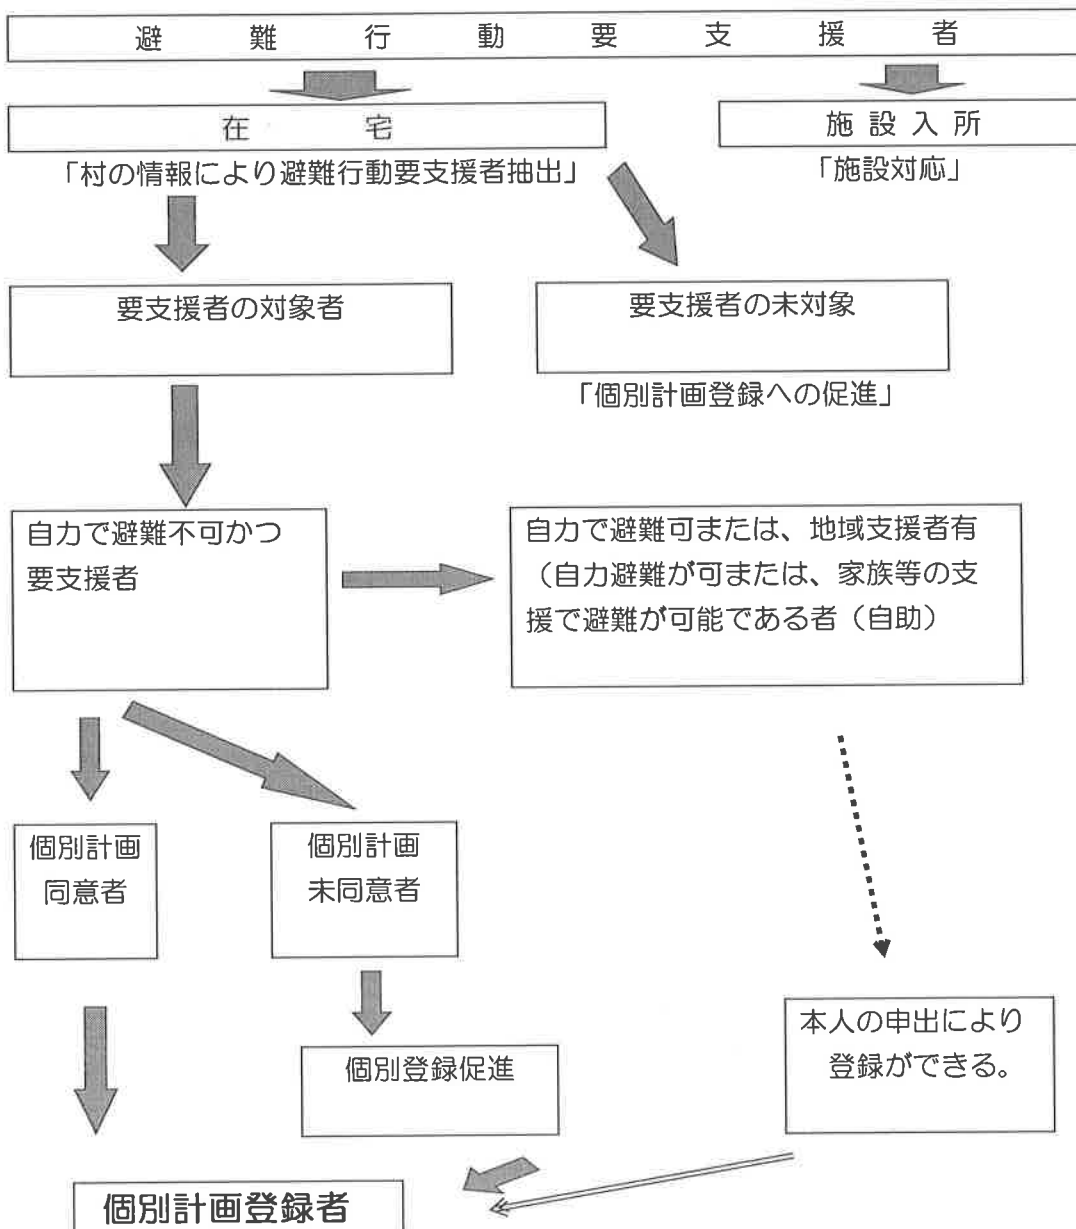 避難行動要支援者
在宅
施設入所
「村の情報により避難行動要支援者抽出」
「施設対応」
要支援者の対象者
要支援者の未対象
「個別計画登録への促進」
自力で避難不可かつ
要支援者
自力で避難可または、地域支援者有
（自力避難が可または、家族等の支
援で避難が可能である者（自助）
個別計画
同意者
個別計画
未同意者
個別登録促進
本人の申出により
登録ができる。
個別計画登録者